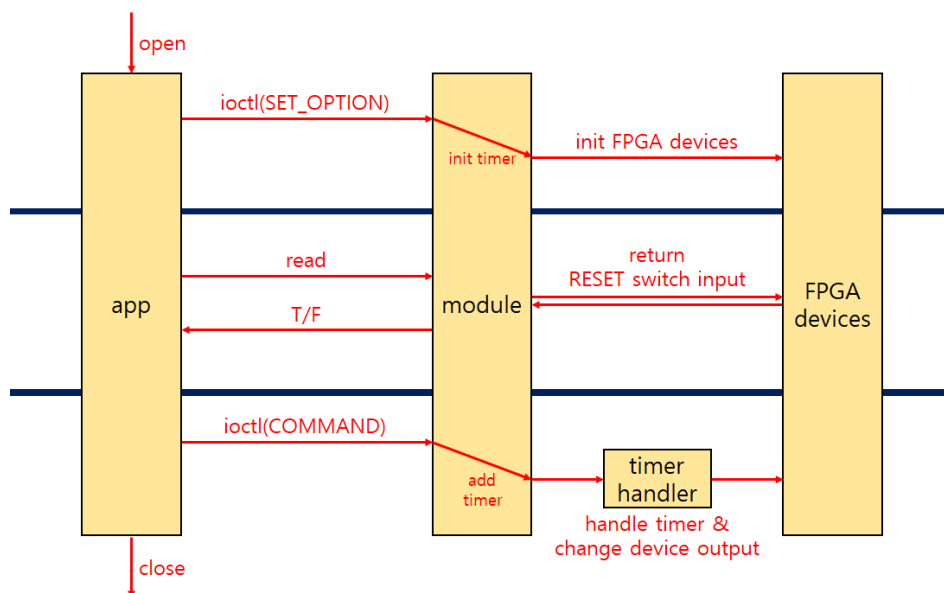 open
ioctl(SET_OPTION)
init timer
init FPGA devices
read
return
RESET switch input
app
T/F
module
FPGA
devices
ioctl(COMMAND)
add
timer
timer
handler
handle timer &
change device output
close